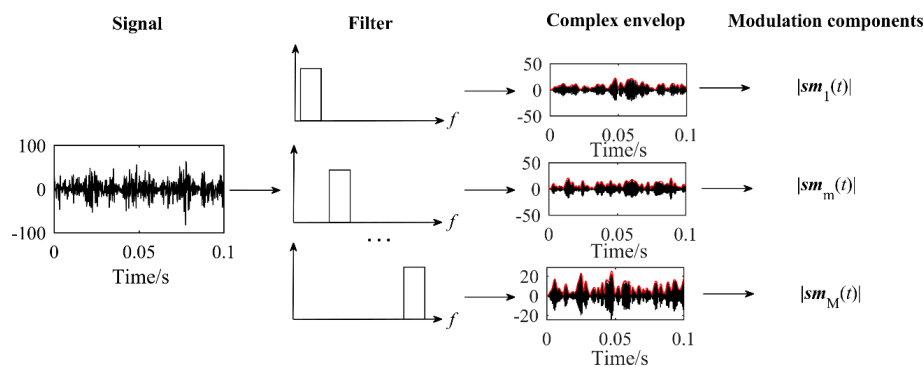 Signal
Filter
Complex envelop
Modulation components
100
0
-100
0
0.05
0.1
Time/s
f
f
...
f
50
0
-50
0
0.05
0.1
Time/s
50
0
-50
0
0.05
0.1
Time/s
20
0
-20
0
0.05
0.1
Time/s
|sm1(t)|
|smm(t)|
|smM(t)|